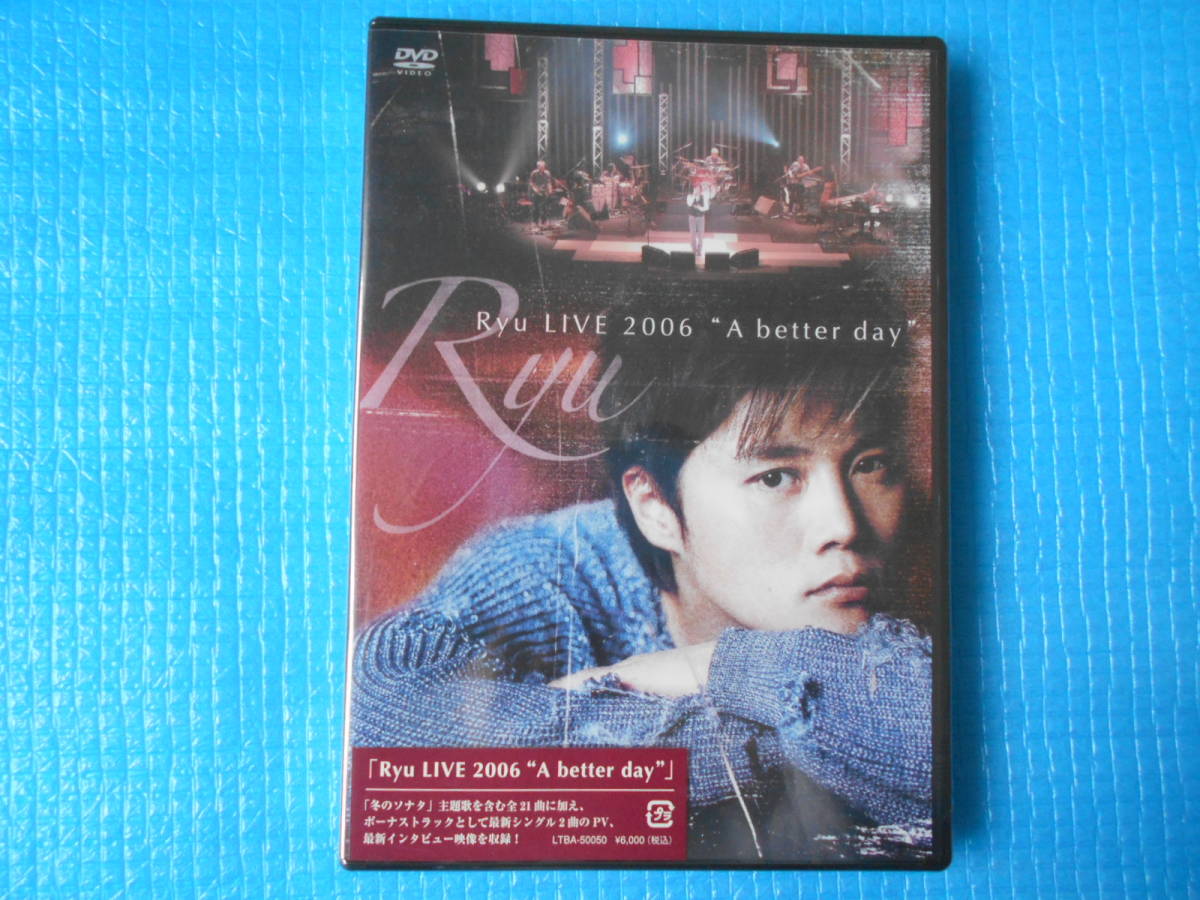 DVD
VIDEO
Ryu LIVE 2006 “A better day”
Ryu
「Ryu LIVE 2006 “A better day”」
「冬のソナタ」主題歌を含む全21曲に加え、
ボーナストラックとして最新シングル2曲のPV、
最新インタビュー映像を収録！
プラ
LTBA-50050 ¥6,000(税込)